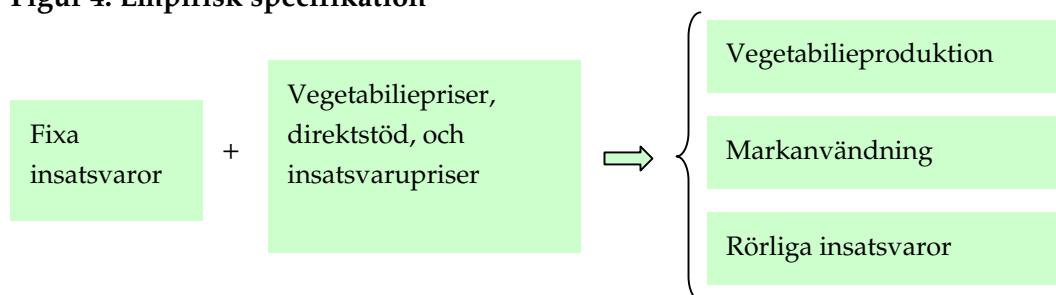 Figur 4. Empirisk specifikation
Fixa
insatsvaror
+
Vegetabiliepriser,
direktstöd, och
insatsvarupriser
Vegetabilieproduktion
Markanvändning
Rörliga insatsvaror